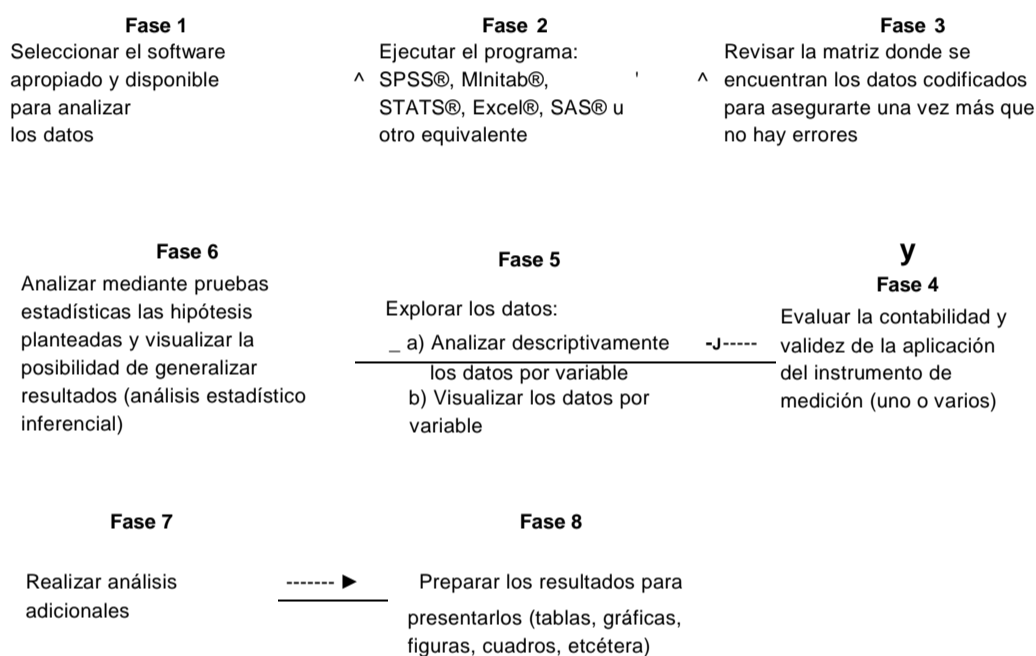 Fase 1
Seleccionar el software
apropiado y disponible
para analizar
los datos
Fase 2
Ejecutar el programa:
^ SPSS®, MInitab®, '
STATS®, Excel®, SAS® u
otro equivalente
Fase 3
Revisar la matriz donde se
^ encuentran los datos codificados
para asegurarte una vez más que
no hay errores
Fase 6
Analizar mediante pruebas
estadísticas las hipótesis
planteadas y visualizar la
posibilidad de generalizar
resultados (análisis estadístico
inferencial)
Fase 5
Explorar los datos:
_ a) Analizar descriptivamente -J-----
los datos por variable
b) Visualizar los datos por
variable
y
Fase 4
Evaluar la contabilidad y
validez de la aplicación
del instrumento de
medición (uno o varios)
Fase 7
Realizar análisis
adicionales
------- ►
Fase 8
Preparar los resultados para
presentarlos (tablas, gráficas,
figuras, cuadros, etcétera)